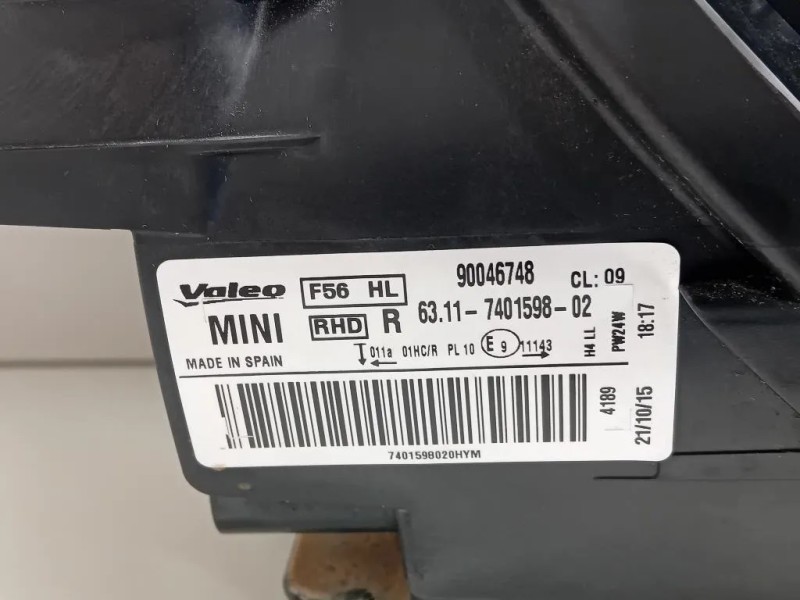 Valeo F56 HL 90046748 CL: 09
MINI RHD R 63.11-7401598-02
MADE IN SPAIN
011a 01HC/R PL 10 E 9 11143
H4 LL
PW24W
18:17
4189
21/10/15
7401598020HYM